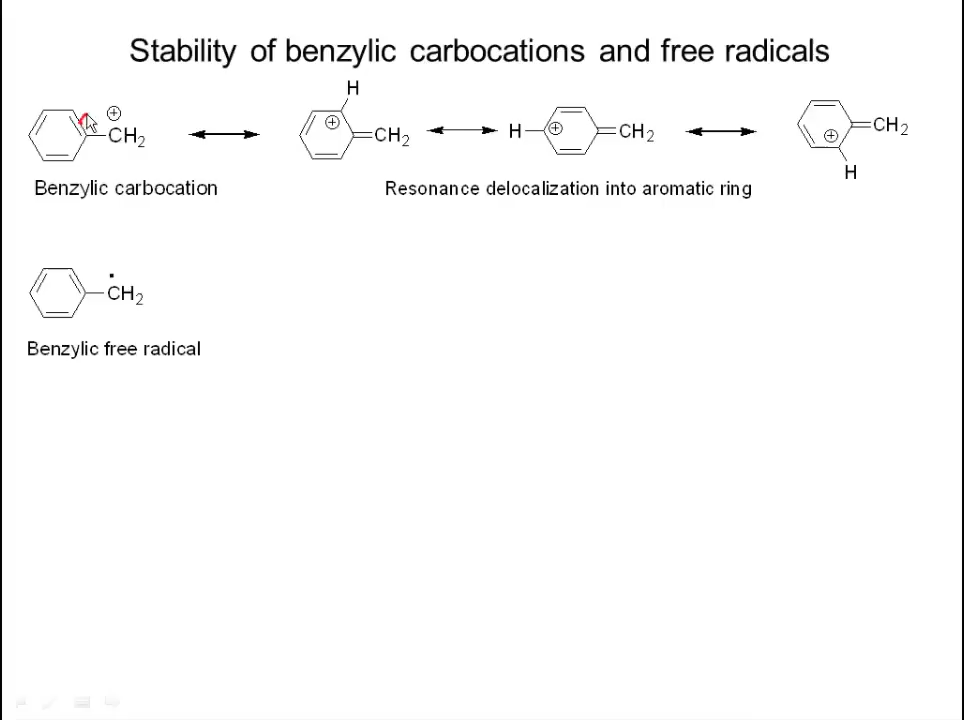 Stability of benzylic carbocations and free radicals
⊕ CH2
H ⊕ CH2
H ⊕ CH2
⊕ CH2 H
Benzylic carbocation
Resonance delocalization into aromatic ring
• CH2
Benzylic free radical